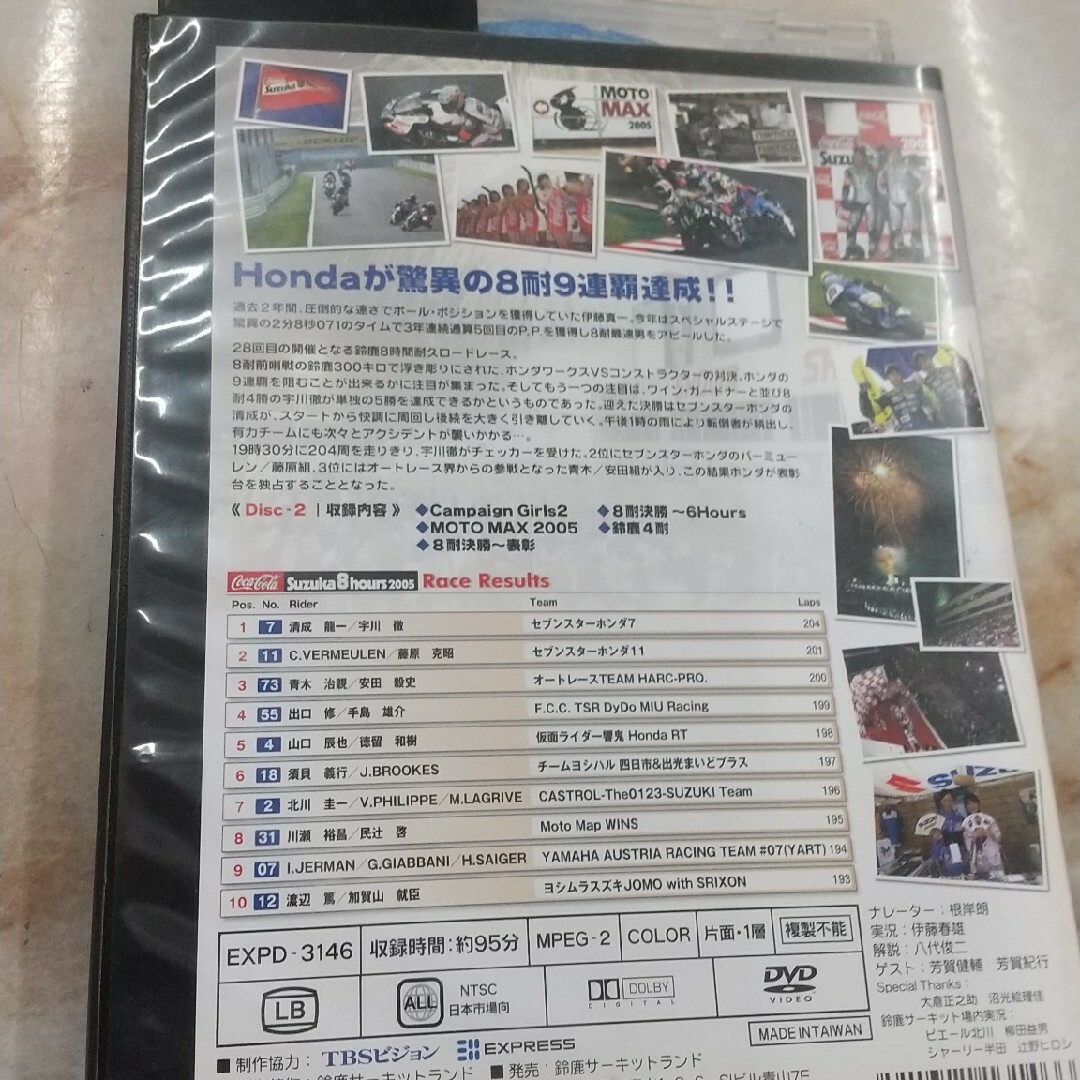 Suzuka 8
MOTO
MAX
2005
Coca-Cola
Suzu
2005
Hondaが驚異の8耐9連覇達成!!
過去2年間、圧倒的な速さでポール・ポジションを獲得していた伊藤真一。今年はスペシャルステージで
驚異の2分8秒071のタイムで3年連続通算5回目のP.P.を獲得し8耐最速男をアピールした。
28回目の開催となる鈴鹿8時間耐久ロードレース。
8耐前哨戦の鈴鹿300キロで浮き彫りにされた、ホンダワークスVSコンストラクターの対決、ホンダの
9連覇を阻むことが出来るかに注目が集まった。そしてもう一つの注目は、ワイン・ガードナーと並び8
耐4勝の宇川徹が単独の5勝を達成できるかというものであった。迎えた決勝はセブンスターホンダの
清成が、スタートから快調に周回し後続を大きく引き離していく。午後1時の雨により転倒者が続出し、
有力チームにも次々とアクシデントが襲いかかる…。
19時30分に204周を走りきり、宇川徹がチェッカーを受けた。2位にセブンスターホンダのバーミュー
レン/藤原組、3位にはオートレース界からの参戦となった青木/安田組が入り、この結果ホンダが表彰
台を独占することとなった。
《 Disc-2 | 収録内容 》 ◆Campaign Girls2 ◆8耐決勝 〜6Hours
◆MOTO MAX 2005 ◆鈴鹿4耐
◆8耐決勝〜表彰
Coca-Cola Suzuka8hours2005 Race Results
Pos. No. Rider Team Laps
1 7 清成 龍一/宇川 徹 セブンスターホンダ7 204
2 11 C.VERMEULEN/藤原 克昭 セブンスターホンダ11 201
3 73 青木 治親/安田 毅史 オートレースTEAM HARC-PRO. 200
4 55 出口 修/手島 雄介 F.C.C. TSR DyDo MIU Racing 199
5 4 山口 辰也/徳留 和樹 仮面ライダー響鬼 Honda RT 198
6 18 須貝 義行/J.BROOKES チームヨシハル 四日市&出光まいどプラス 197
7 2 北川 圭一/V.PHILIPPE/M.LAGRIVE CASTROL-The0123-SUZUKI Team 196
8 31 川瀬 裕昌/民辻 啓 Moto Map WINS 195
9 07 I.JERMAN/G.GIABBANI/H.SAIGER YAMAHA AUSTRIA RACING TEAM #07(YART) 194
10 12 渡辺 篤/加賀山 就臣 ヨシムラスズキJOMO with SRIXON 193
EXPD-3146 収録時間:約95分 MPEG-2 COLOR 片面・1層 複製不能
LB ALL NTSC 日本市場向 DOLBY DIGITAL DVD VIDEO
MADE IN TAIWAN
ナレーター：根岸朗
実況：伊藤春雄
解説：八代俊二
ゲスト：芳賀健輔 芳賀紀行
Special Thanks：
大倉正之助 沼光絵理佳
鈴鹿サーキット場内実況：
ピエール北川 柳田益男
シャーリー半田 辻野ヒロシ
■制作協力：TBSビジョン EXPRESS
■発売：鈴鹿サーキットランド
鈴鹿サーキットランド